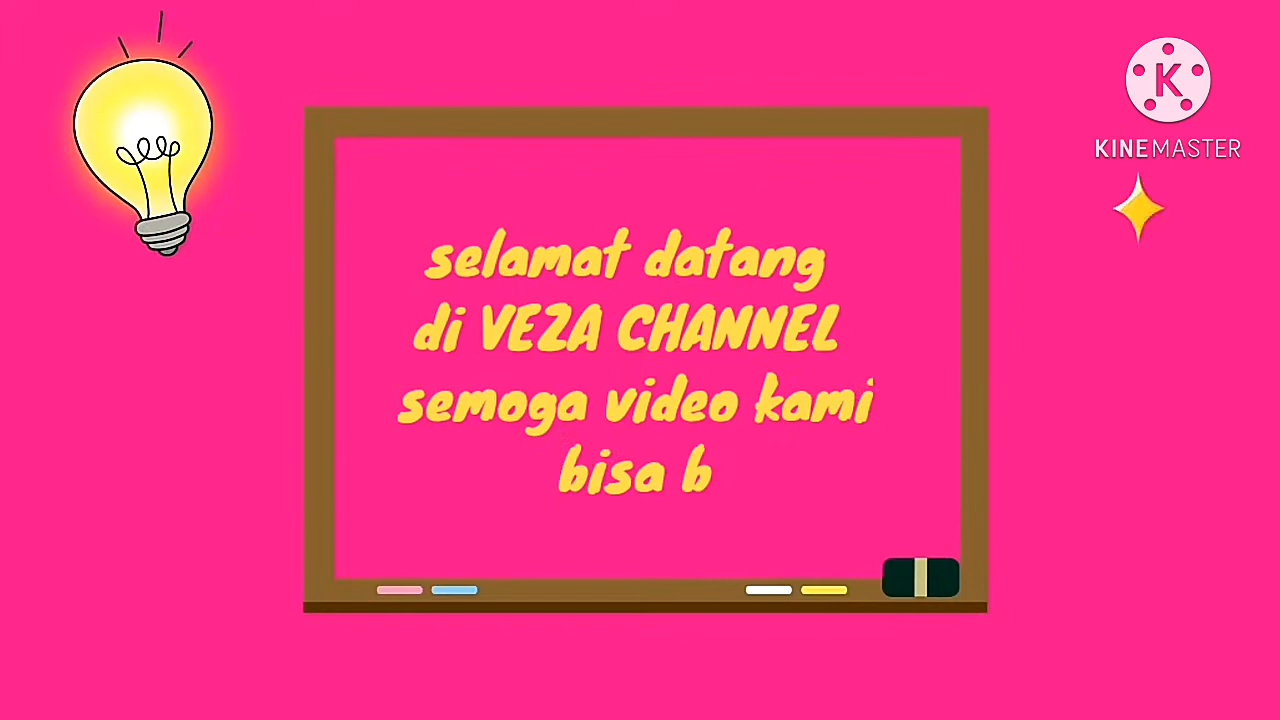 selamat datang
di VEZA CHANNEL
semoga video kami
bisa b
K
KINEMASTER